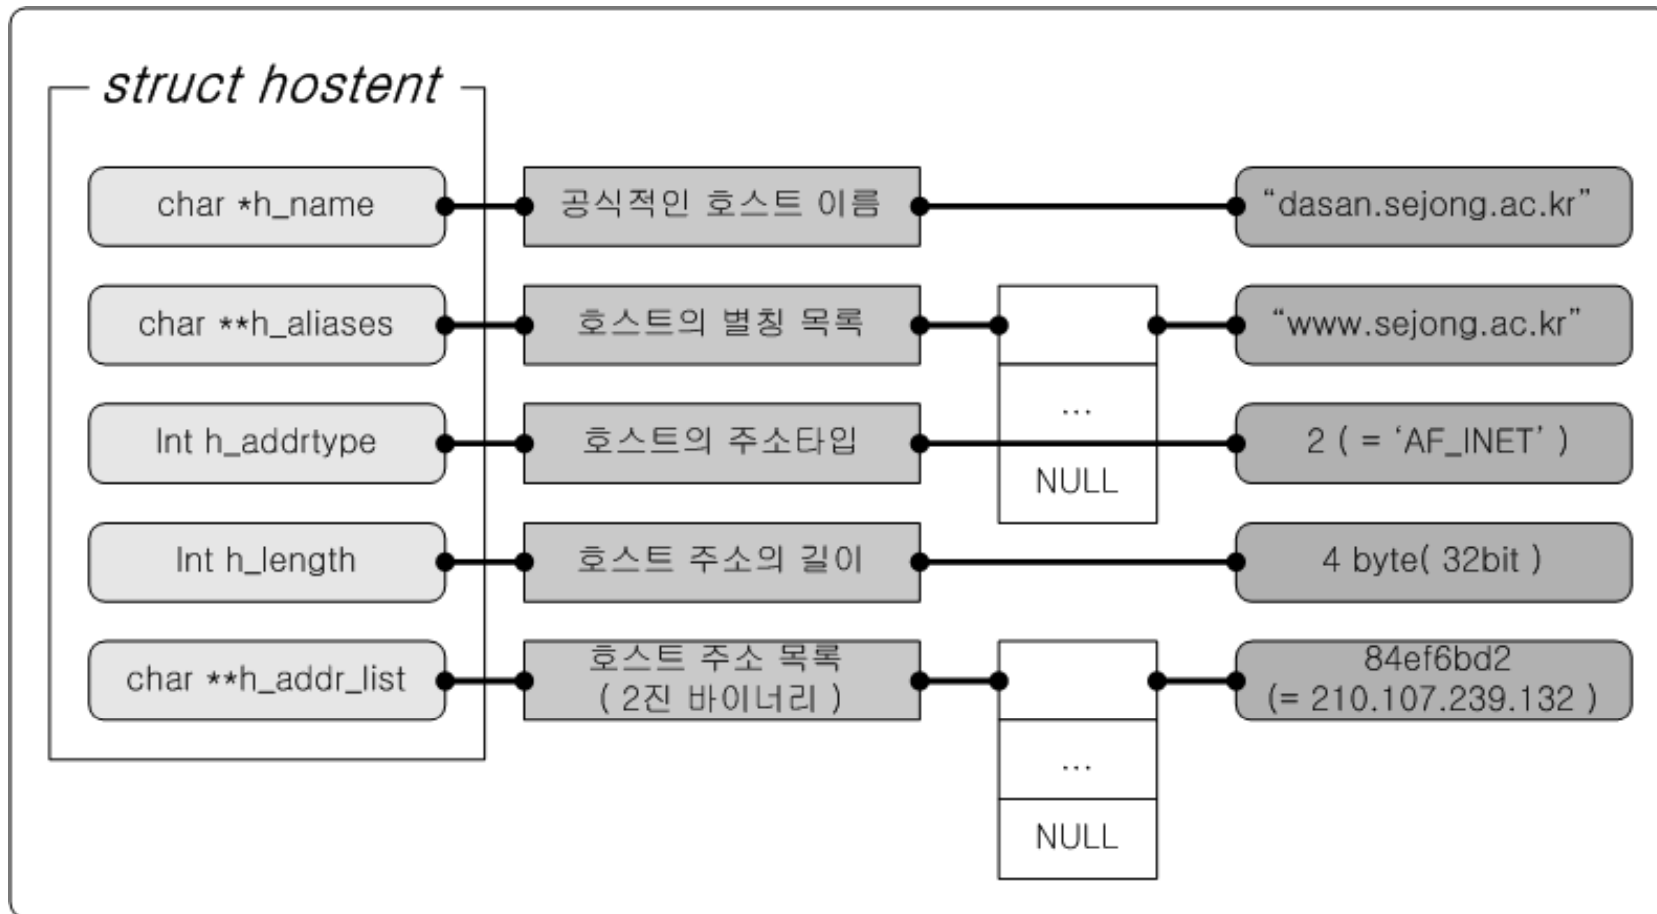 struct hostent
char *h_name
공식적인 호스트 이름
“dasan.sejong.ac.kr”
char **h_aliases
호스트의 별칭 목록
“www.sejong.ac.kr”
...
Int h_addrtype
호스트의 주소타입
2 ( = ‘AF_INET’ )
NULL
Int h_length
호스트 주소의 길이
4 byte( 32bit )
char **h_addr_list
호스트 주소 목록
( 2진 바이너리 )
84ef6bd2
(= 210.107.239.132 )
...
NULL